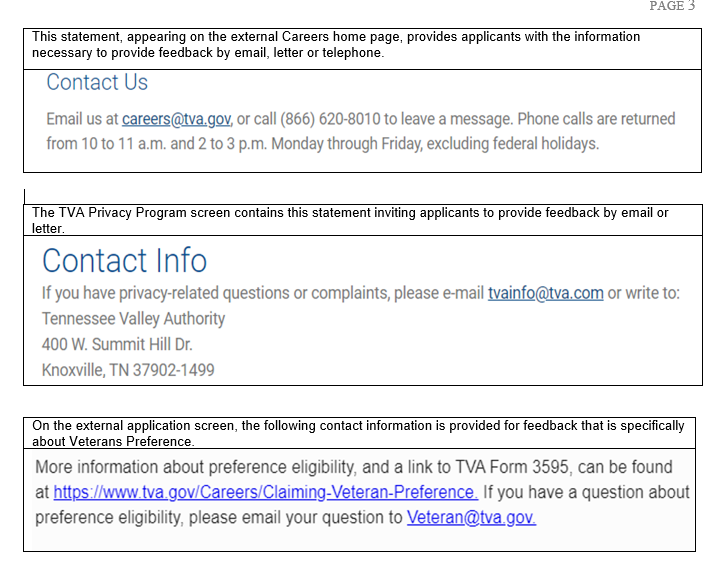 PAGE 3
This statement, appearing on the external Careers home page, provides applicants with the information
necessary to provide feedback by email, letter or telephone.
Contact Us
Email us at careers@tva.gov, or call (866) 620-8010 to leave a message. Phone calls are returned
from 10 to 11 a.m. and 2 to 3 p.m. Monday through Friday, excluding federal holidays.
The TVA Privacy Program screen contains this statement inviting applicants to provide feedback by email or
letter.
Contact Info
If you have privacy-related questions or complaints, please e-mail tvainfo@tva.com or write to:
Tennessee Valley Authority
400 W. Summit Hill Dr.
Knoxville, TN 37902-1499
On the external application screen, the following contact information is provided for feedback that is specifically
about Veterans Preference.
More information about preference eligibility, and a link to TVA Form 3595, can be found
at https://www.tva.gov/Careers/Claiming-Veteran-Preference. If you have a question about
preference eligibility, please email your question to Veteran@tva.gov.